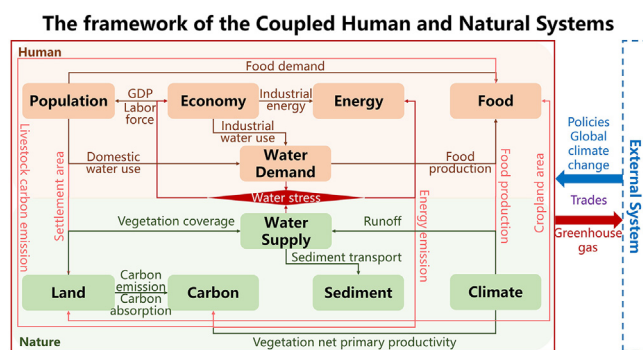 The framework of the Coupled Human and Natural Systems
Human
Food demand
Population
GDP
Labor
force
Economy
Industrial
energy
Energy
Food
Industrial
water use
Domestic
water use
Water
Demand
Food
production
Water stress
Livestock carbon emission
Settlement area
Energy emission
Food production
Cropland area
Policies
Global
climate
change
Trades
Greenhouse
gas
External System
Vegetation coverage
Water
Supply
Runoff
Sediment transport
Land
Carbon
emission
Carbon
absorption
Carbon
Sediment
Climate
Nature
Vegetation net primary productivity